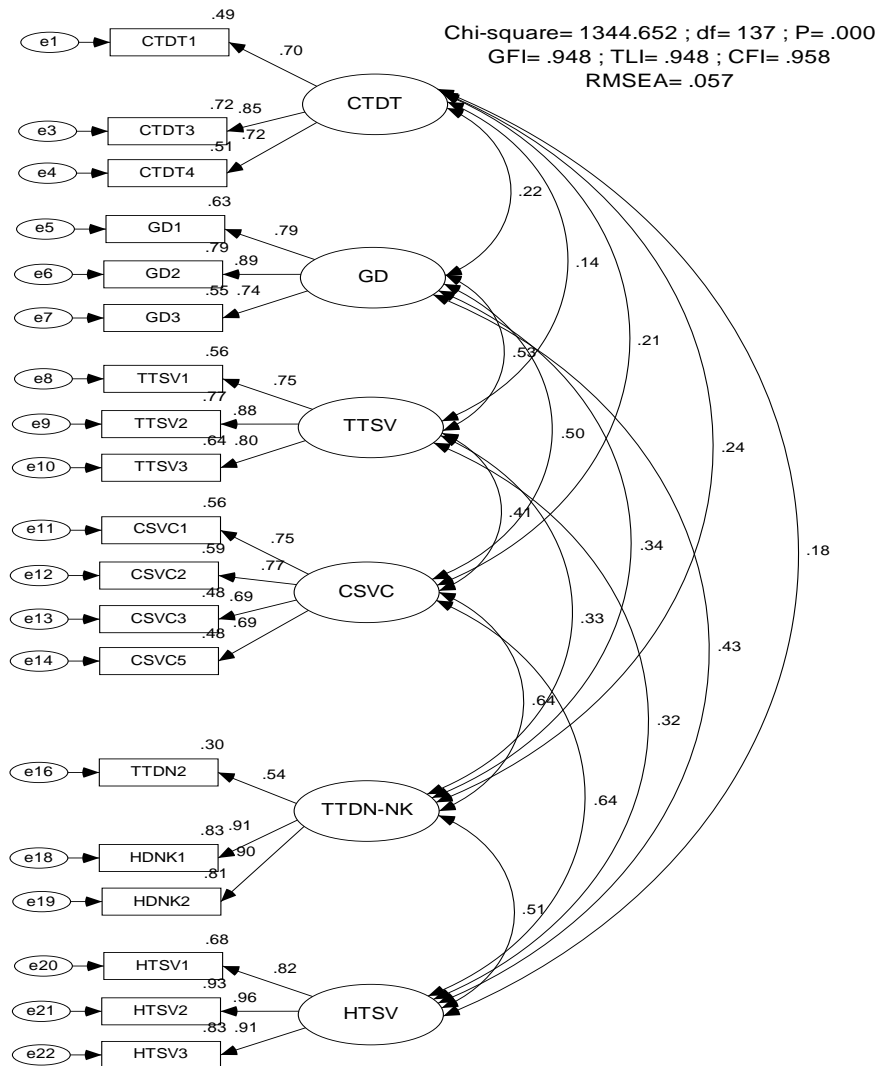 .49
Chi-square= 1344.652 ; df= 137 ; P= .000
GFI= .948 ; TLI= .948 ; CFI= .958
RMSEA= .057
e1 CTDT1
.70
CTDT
.72 .85
e3 CTDT3
.51 .72
e4 CTDT4
.22
.63
e5 GD1
.79
.79 .89
.14
e6 GD2
GD
.55 .74
e7 GD3
.21
.56
.53
e8 TTSV1
.75
.77 .88
e9 TTSV2
TTSV
.50
.64 .80
.24
e10 TTSV3
.56
.41
e11 CSVC1
.75
.34
.18
.59 .77
e12 CSVC2
CSVC
.48 .69
e13 CSVC3
.33
.48 .69
.43
e14 CSVC5
.64
.32
.30
e16 TTDN2
.54
.64
TTDN-NK
.83 .91
e18 HDNK1
.90
.81
e19 HDNK2
.51
.68
e20 HTSV1
.82
.93 .96
e21 HTSV2
HTSV
.83 .91
e22 HTSV3